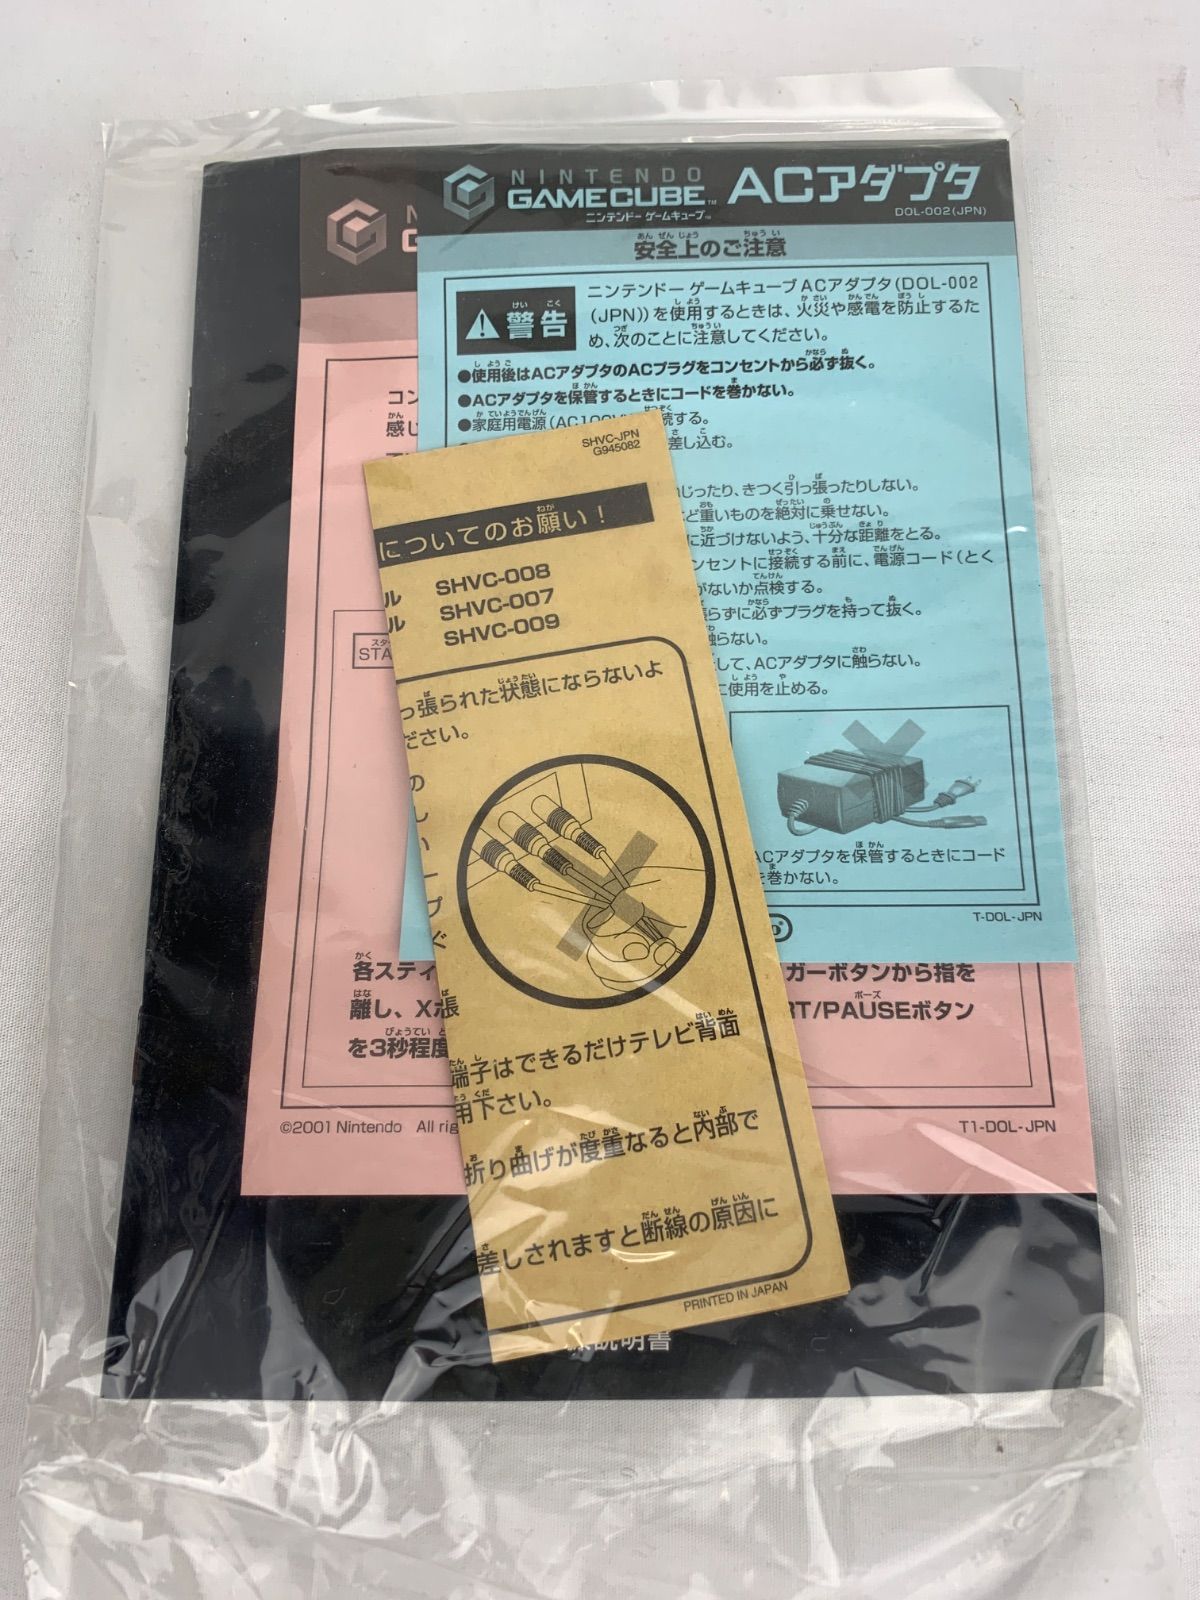 NINTENDO
GAMECUBE™ ACアダプタ
ニンテンドー ゲームキューブ™
DOL-002(JPN)
安全上のご注意
警告
ニンテンドー ゲームキューブ ACアダプタ(DOL-002
(JPN))を使用するときは、火災や感電を防止するた
め、次のことに注意してください。
●使用後はACアダプタのACプラグをコンセントから必ず抜く。
●ACアダプタを保管するときにコードを巻かない。
●家庭用電源(AC100V)
続する。
差し込む。
じったり、きつく引っ張ったりしない。
ど重いものを絶対に乗せない。
に近づけないよう、十分な距離をとる。
ンセントに接続する前に、電源コード(とく
がないか点検する。
らずに必ずプラグを持って抜く。
触らない。
して、ACアダプタに触らない。
に使用を止める。
ACアダプタを保管するときにコード
を巻かない。
T-DOL-JPN
SHVC-JPN
G945082
についてのお願い!
ル SHVC-008
ル SHVC-007
SHVC-009
っ張られた状態にならないよ
ださい。
の
し
い
ー
プ
ぐ
端子はできるだけテレビ背面
用下さい。
折り曲げが度重なると内部で
差しされますと断線の原因に
PRINTED IN JAPAN
コン
感じ
STA
各スティ
ガーボタンから指を
離し、X
RT/PAUSEボタン
を3秒程度
©2001 Nintendo All rig
T1-DOL-JPN
説明書